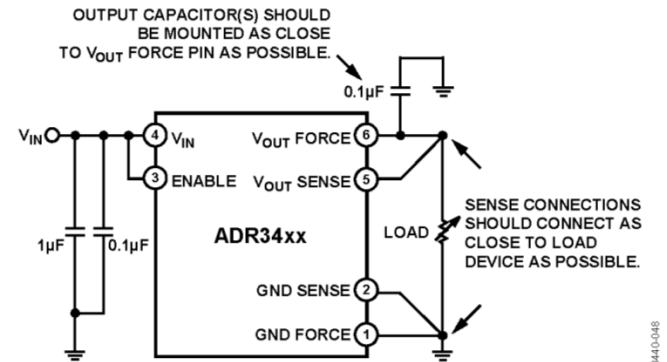 OUTPUT CAPACITOR(S) SHOULD
BE MOUNTED AS CLOSE
TO VOUT FORCE PIN AS POSSIBLE.
0.1µF
VIN
4
VIN
VOUT FORCE
6
3
ENABLE
VOUT SENSE
5
1µF
0.1µF
ADR34xx
LOAD
SENSE CONNECTIONS
SHOULD CONNECT AS
CLOSE TO LOAD
DEVICE AS POSSIBLE.
GND SENSE
2
GND FORCE
1
440-048